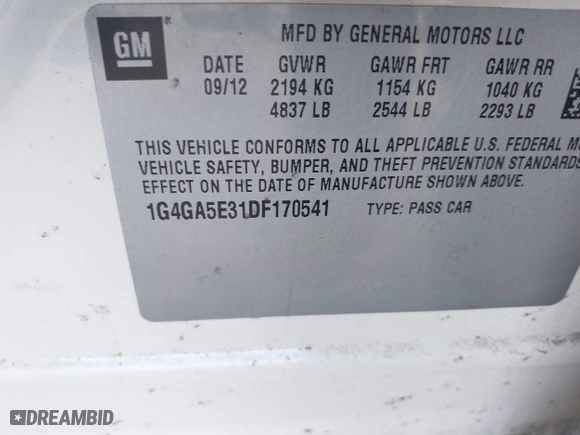 GM
MFD BY GENERAL MOTORS LLC
DATE GVWR GAWR FRT GAWR RR
09/12 2194 KG 1154 KG 1040 KG
4837 LB 2544 LB 2293 LB
THIS VEHICLE CONFORMS TO ALL APPLICABLE U.S. FEDERAL M
VEHICLE SAFETY, BUMPER, AND THEFT PREVENTION STANDARDS
EFFECT ON THE DATE OF MANUFACTURE SHOWN ABOVE.
1G4GA5E31DF170541 TYPE: PASS CAR
DREAMBID